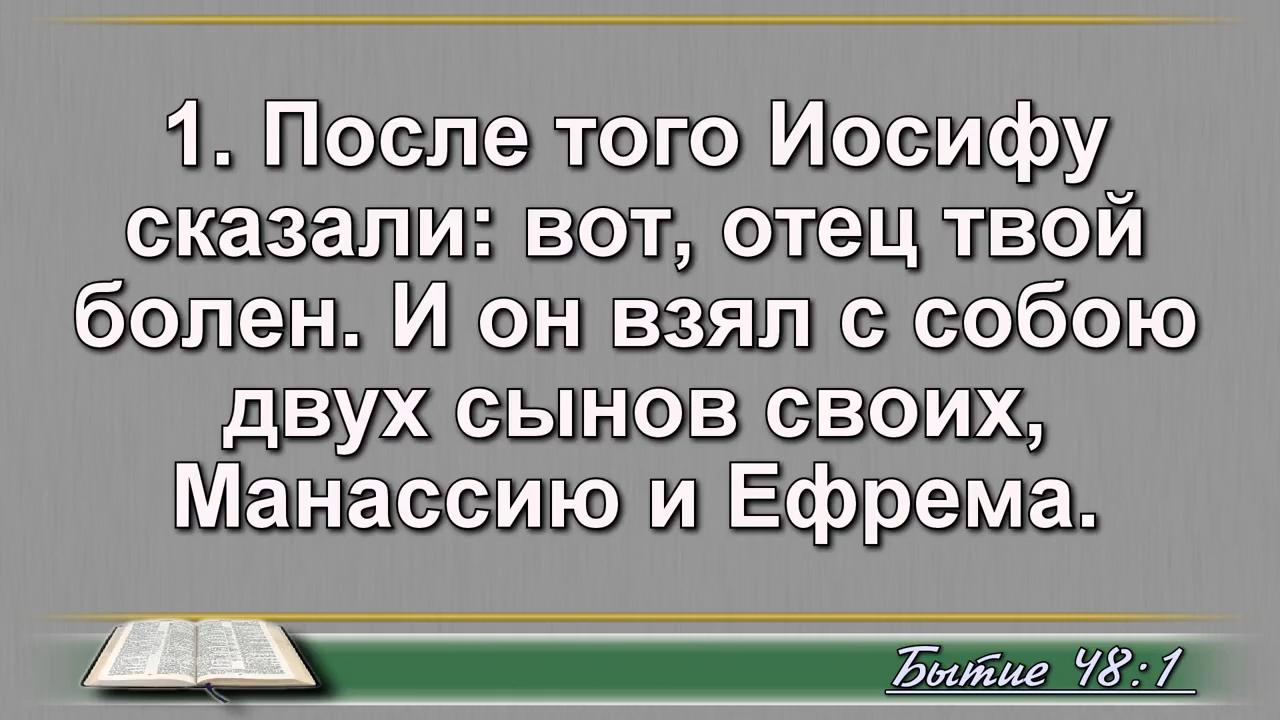 1. После того Иосифу
сказали: вот, отец твой
болен. И он взял с собою
двух сынов своих,
Манассию и Ефрема.
Бытие 48:1